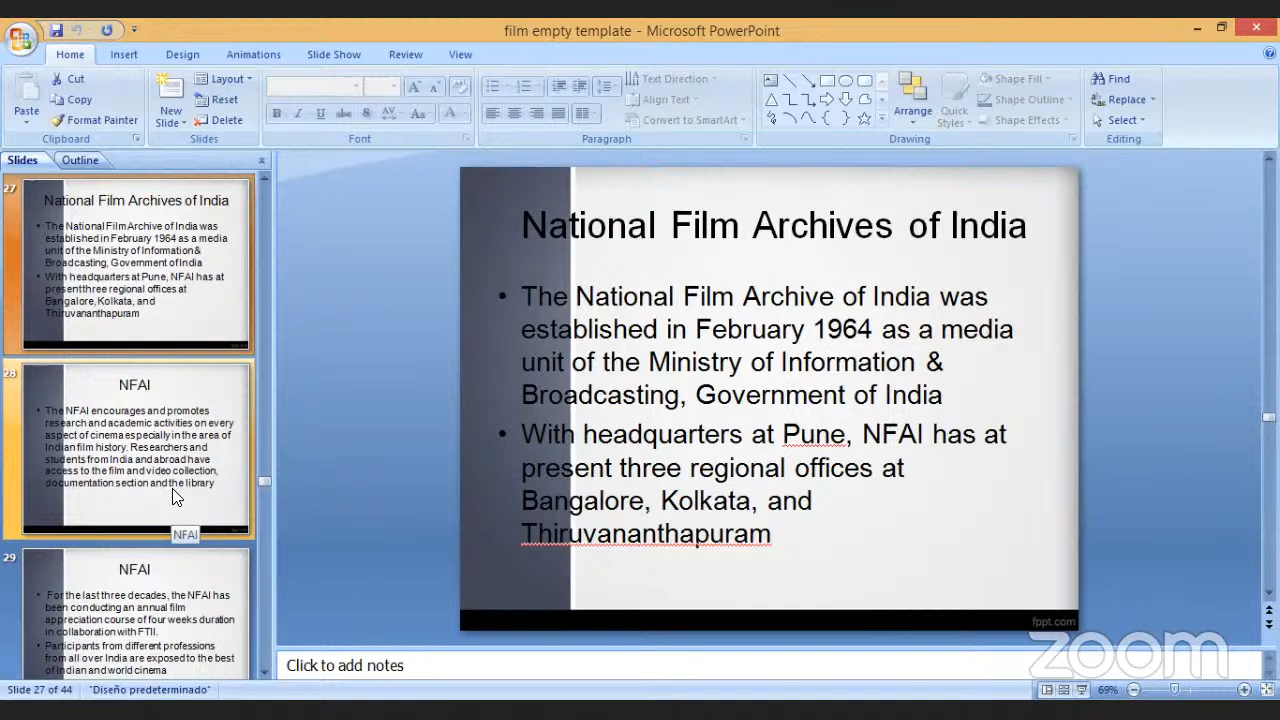 film empty template - Microsoft PowerPoint
Home Insert Design Animations Slide Show Review View
Paste
Cut
Copy
Format Painter
Clipboard
New
Slide
Layout
Reset
Delete
Slides
B I U abc S AV Aa A
Font
Text Direction
Align Text
Convert to SmartArt
Paragraph
Arrange
Quick
Styles
Shape Fill
Shape Outline
Shape Effects
Drawing
Find
Replace
Select
Editing
Slides Outline
27
National Film Archives of India
• The National Film Archive of India was
established in February 1964 as a media
unit of the Ministry of Information &
Broadcasting, Government of India
• With headquarters at Pune, NFAI has at
present three regional offices at
Bangalore, Kolkata, and
Thiruvananthapuram
28
NFAI
• The NFAI encourages and promotes
research and academic activities on every
aspect of cinema especially in the area of
Indian film history. Researchers and
students from India and abroad have
access to the film and video collection,
documentation section and the library
NFAI
29
NFAI
• For the last three decades, the NFAI has
been conducting an annual film
appreciation course of four weeks duration
in collaboration with FTII.
• Participants from different professions
from all over India are exposed to the best
of Indian and world cinema
National Film Archives of India
• The National Film Archive of India was
established in February 1964 as a media
unit of the Ministry of Information &
Broadcasting, Government of India
• With headquarters at Pune, NFAI has at
present three regional offices at
Bangalore, Kolkata, and
Thiruvananthapuram
fppt.com
zoom
Click to add notes
Slide 27 of 44 "Diseño predeterminado" 69%